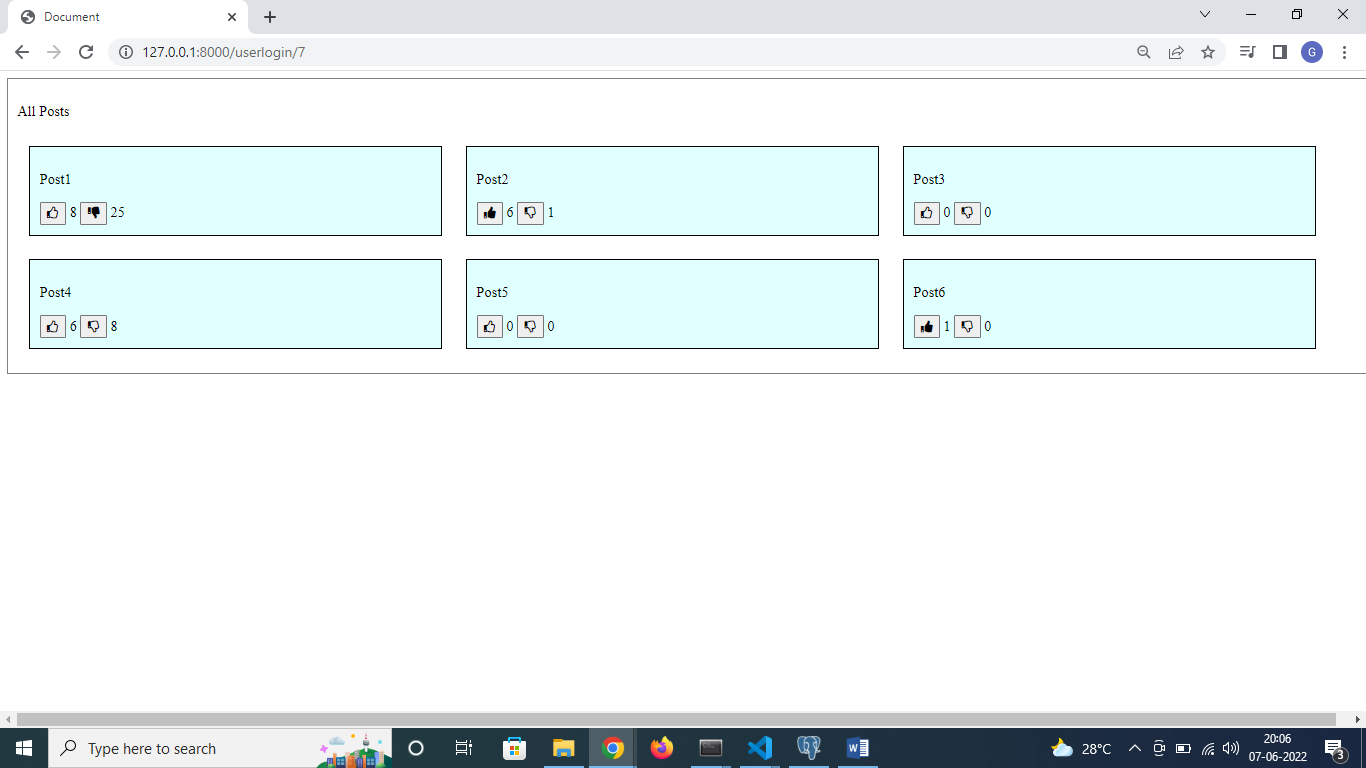 Document
127.0.0.1:8000/userlogin/7
G
All Posts
Post1
8 25
Post2
6 1
Post3
0 0
Post4
6 8
Post5
0 0
Post6
1 0
Type here to search
28°C
20:06
07-06-2022
3